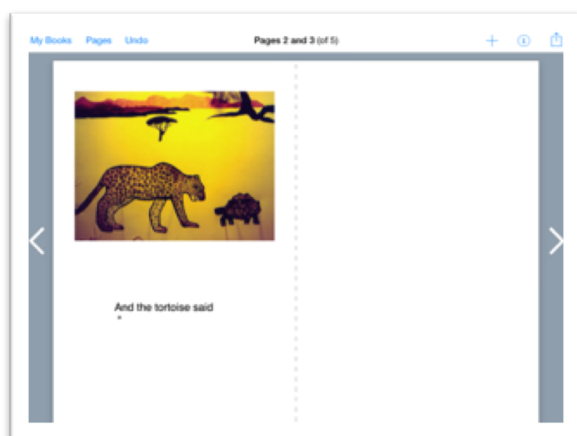 My Books Pages Undo Pages 2 and 3 (of 5)
And the tortoise said
"